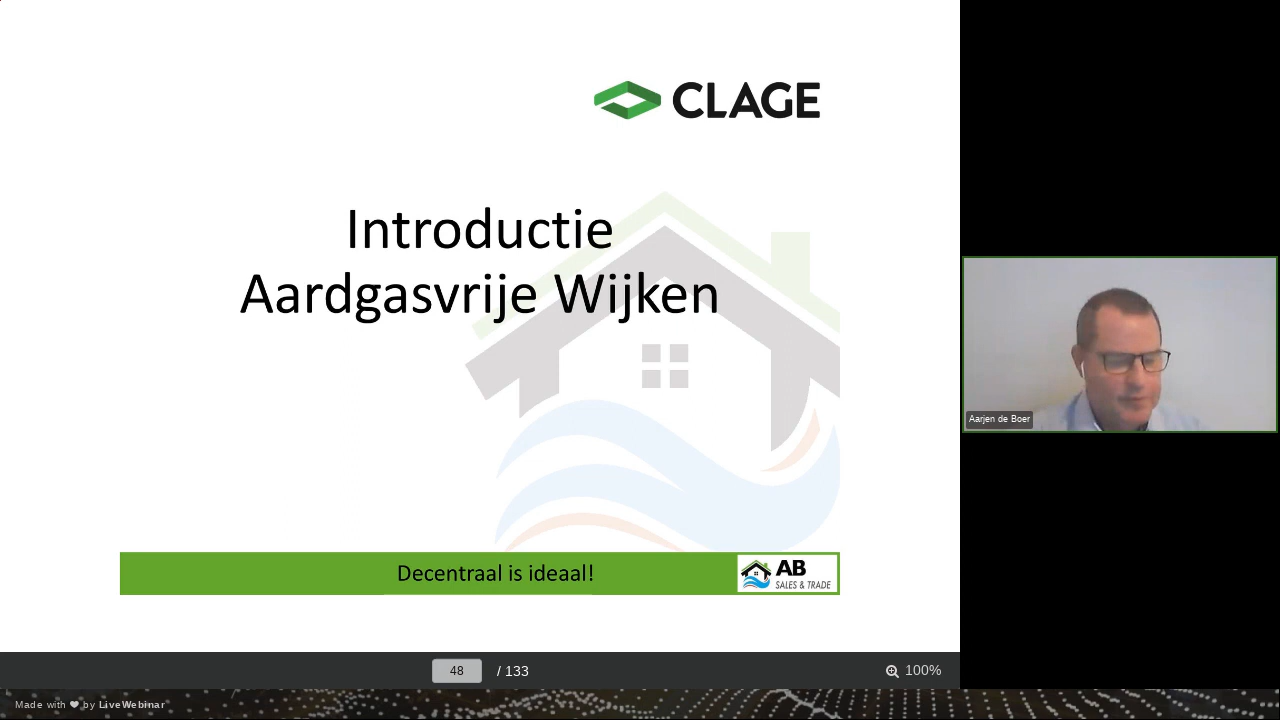 CLAGE
Introductie
Aardgasvrije Wijken
Decentraal is ideaal!
AB
SALES & TRADE
Aarjen de Boer
48 / 133
100%
Made with ❤ by LiveWebinar